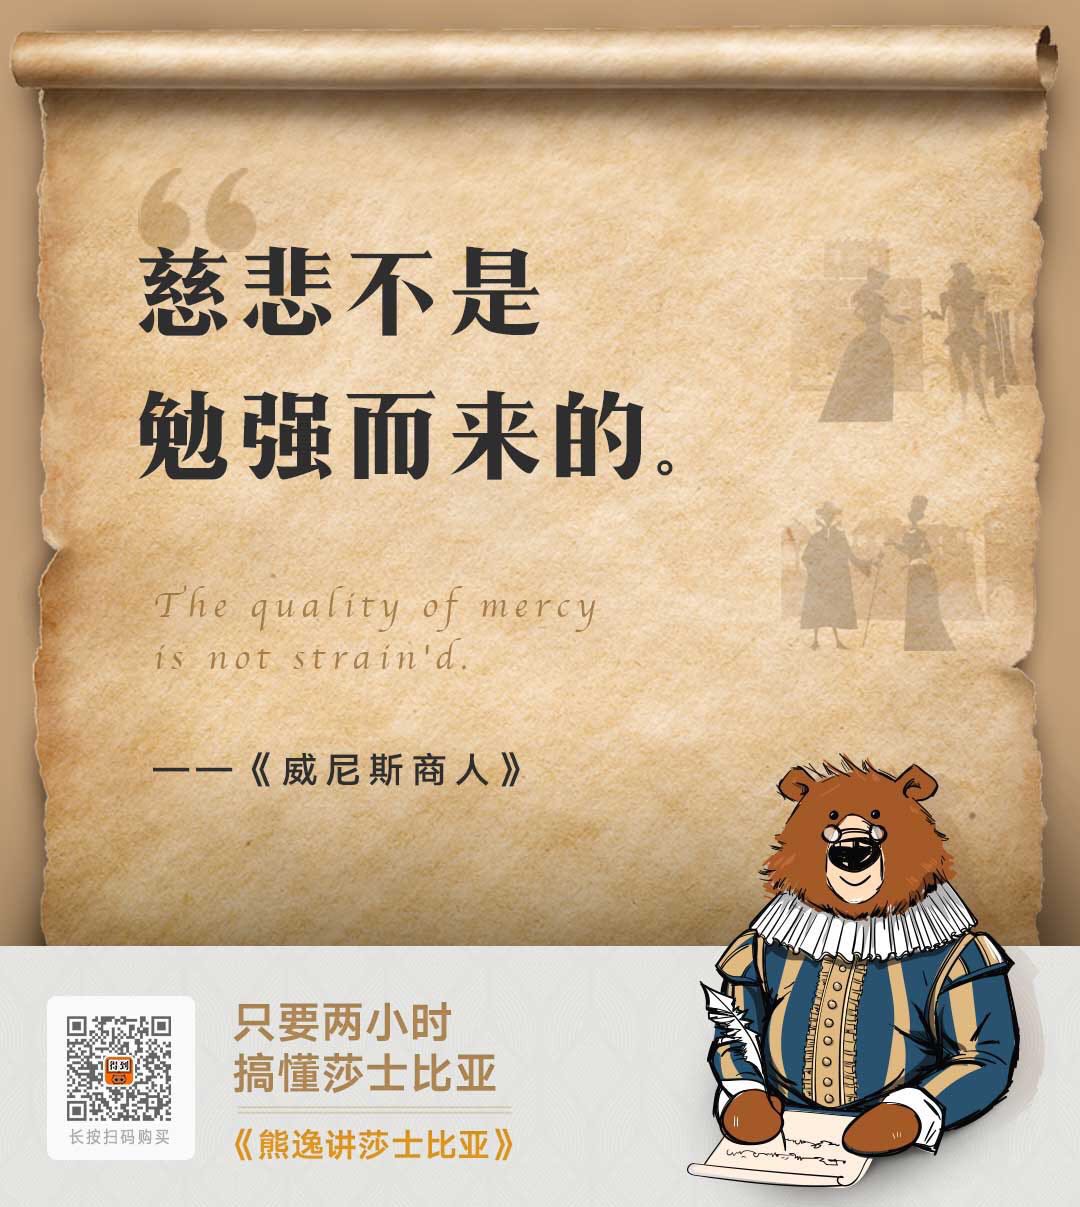 慈悲不是
勉强而来的。
The quality of mercy
is not strain'd.
——《威尼斯商人》
得到
长按扫码购买
只要两小时
搞懂莎士比亚
《熊逸讲莎士比亚》